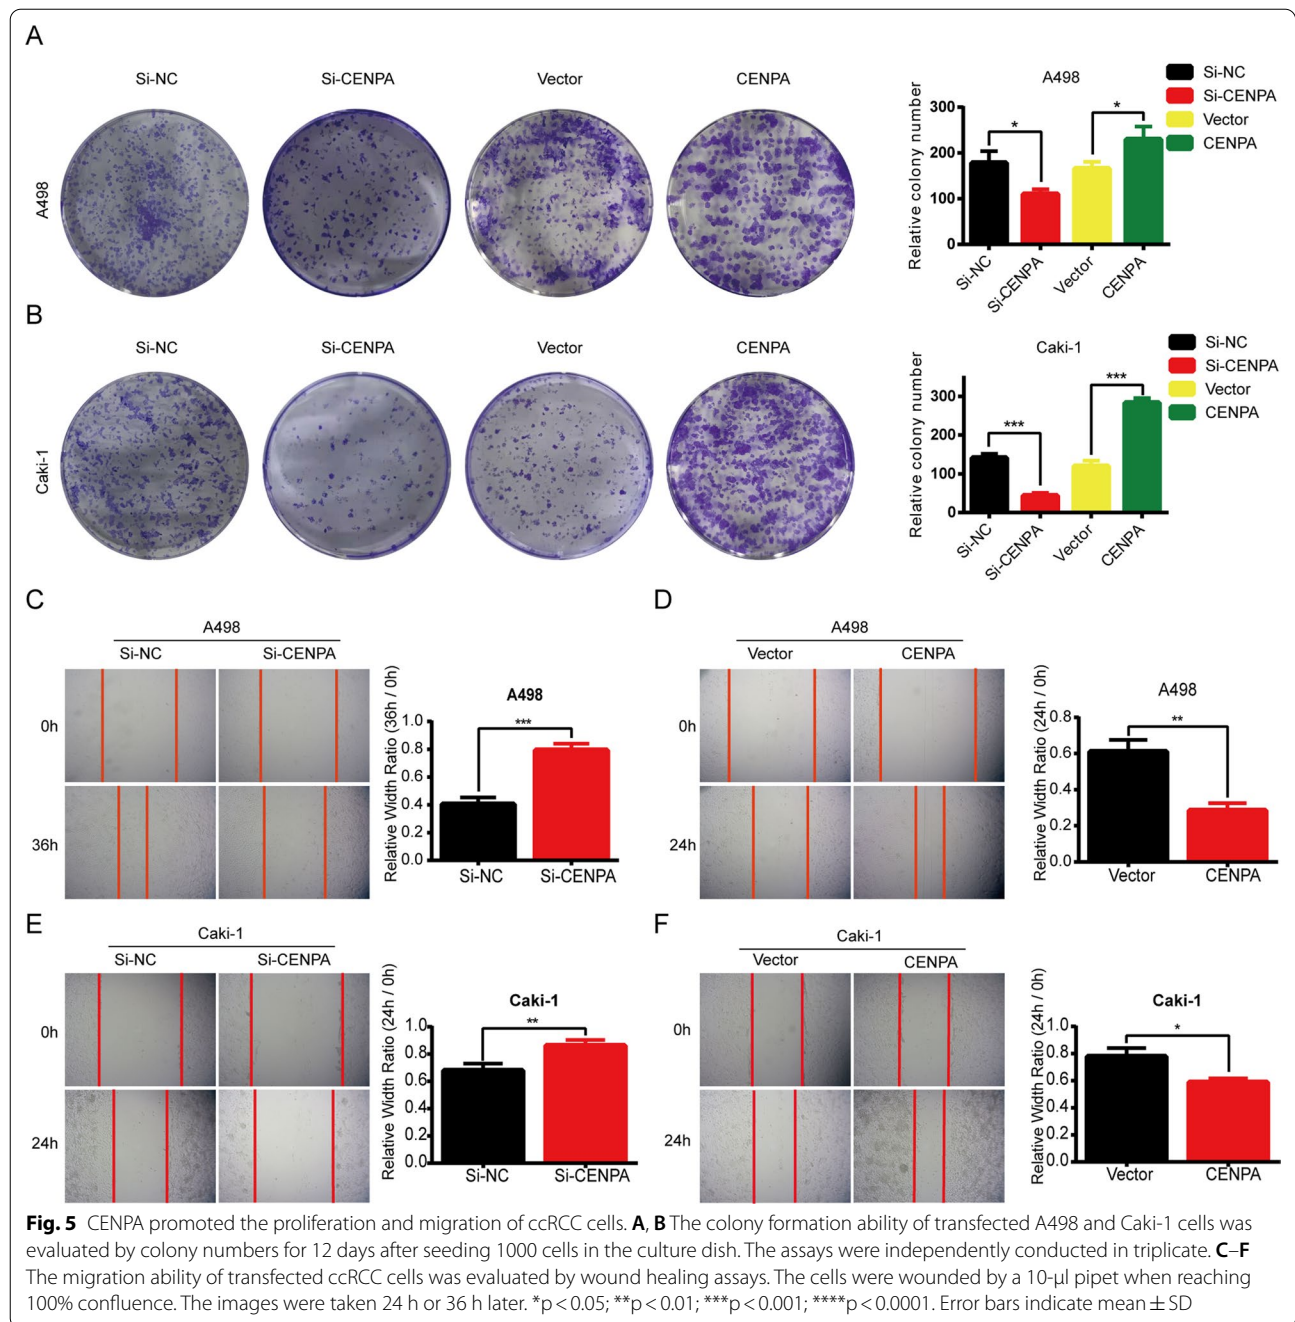 A
Si-NC Si-CENPA Vector CENPA
A498
A498
Relative colony number
300
200
100
0
* *
Si-NC Si-CENPA Vector CENPA
Si-NC
Si-CENPA
Vector
CENPA
B
Si-NC Si-CENPA Vector CENPA
Caki-1
Caki-1
Relative colony number
300
200
100
0
*** ***
Si-NC Si-CENPA Vector CENPA
Si-NC
Si-CENPA
Vector
CENPA
C
A498
Si-NC Si-CENPA
0h
36h
A498
Relative Width Ratio (36h / 0h)
1.0
0.8
0.6
0.4
0.2
0.0
***
Si-NC Si-CENPA
D
A498
Vector CENPA
0h
24h
A498
Relative Width Ratio (24h / 0h)
0.8
0.6
0.4
0.2
0.0
**
Vector CENPA
E
Caki-1
Si-NC Si-CENPA
0h
24h
Caki-1
Relative Width Ratio (24h / 0h)
1.0
0.8
0.6
0.4
0.2
0.0
**
Si-NC Si-CENPA
F
Caki-1
Vector CENPA
0h
24h
Caki-1
Relative Width Ratio (24h / 0h)
1.0
0.8
0.6
0.4
0.2
0.0
*
Vector CENPA
Fig. 5 CENPA promoted the proliferation and migration of ccRCC cells. A, B The colony formation ability of transfected A498 and Caki-1 cells was
evaluated by colony numbers for 12 days after seeding 1000 cells in the culture dish. The assays were independently conducted in triplicate. C–F
The migration ability of transfected ccRCC cells was evaluated by wound healing assays. The cells were wounded by a 10-μl pipet when reaching
100% confluence. The images were taken 24 h or 36 h later. *p < 0.05; **p < 0.01; ***p < 0.001; ****p < 0.0001. Error bars indicate mean ± SD